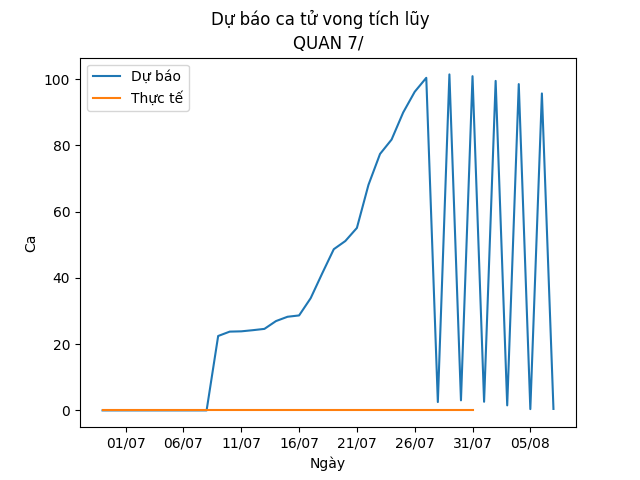 Dự báo ca tử vong tích lũy
QUAN 7/
Dự báo
Thực tế
Ca
100
80
60
40
20
0
01/07 06/07 11/07 16/07 21/07 26/07 31/07 05/08
Ngày